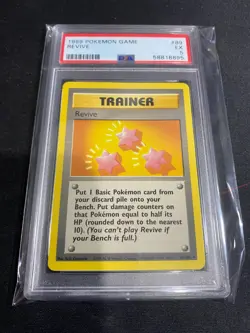 1999 POKEMON GAME #89
REVIVE EX
5
PSA 58818895
TRAINER
Revive
Put 1 Basic Pokémon card from
your discard pile onto your
Bench. Put damage counters on
that Pokémon equal to half its
HP (rounded down to the nearest
10). (You can't play Revive if
your Bench is full.)